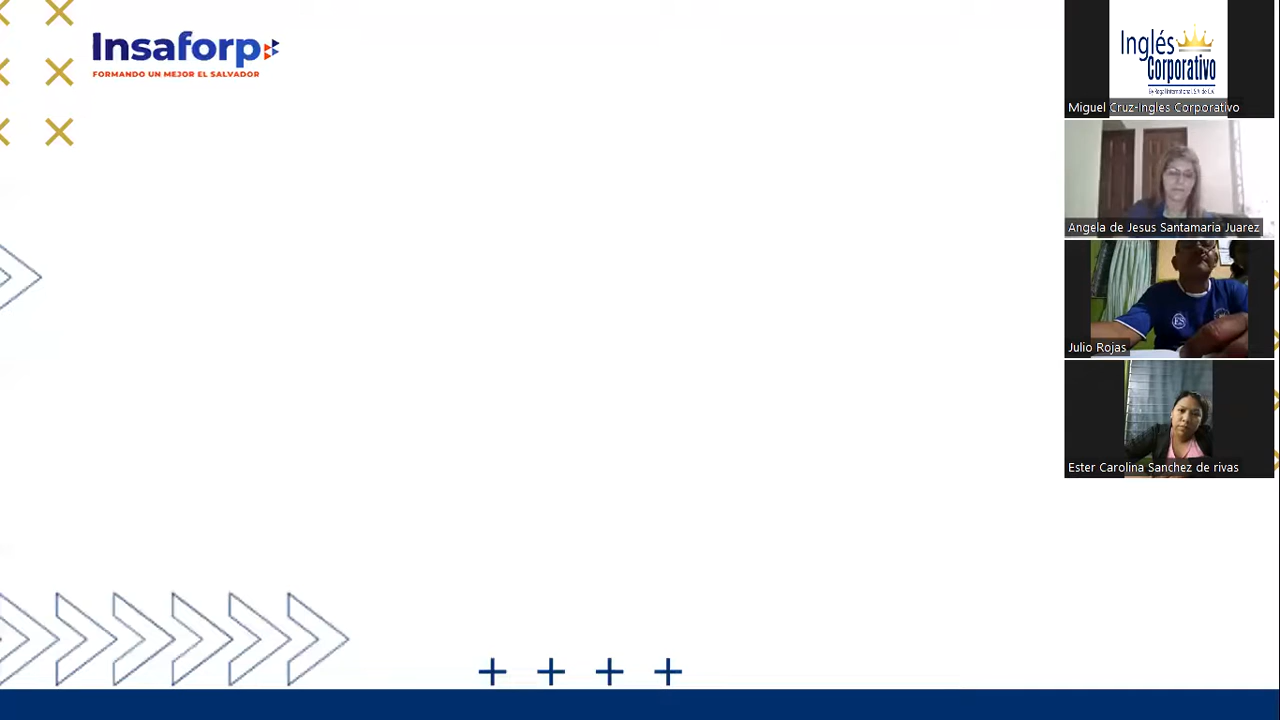 Insaforp
FORMANDO UN MEJOR EL SALVADOR
Inglés
Corporativo
Miguel Cruz-Ingles Corporativo
Angela de Jesus Santamaria Juarez
ES
Julio Rojas
Ester Carolina Sanchez de rivas